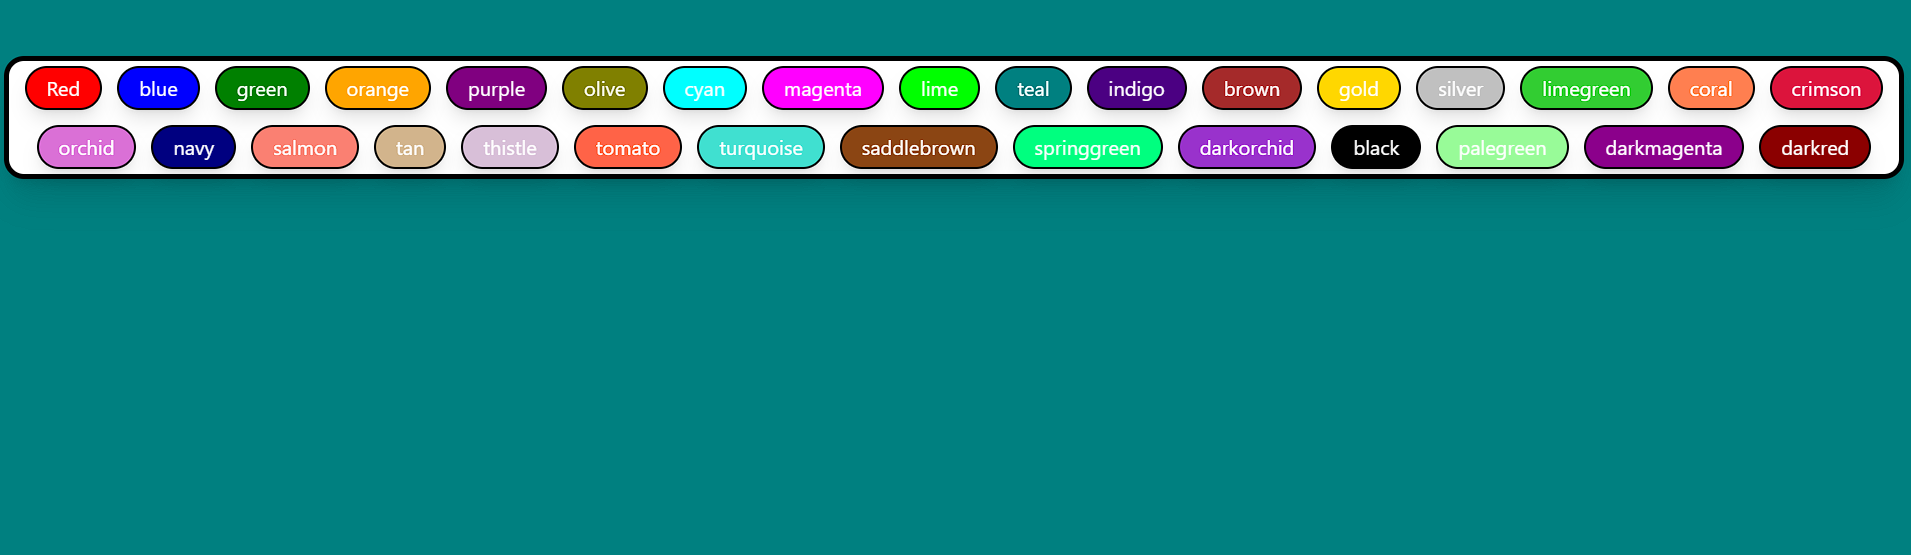 Red blue green orange purple olive cyan magenta lime teal indigo brown gold silver limegreen coral crimson
orchid navy salmon tan thistle tomato turquoise saddlebrown springgreen darkorchid black palegreen darkmagenta darkred